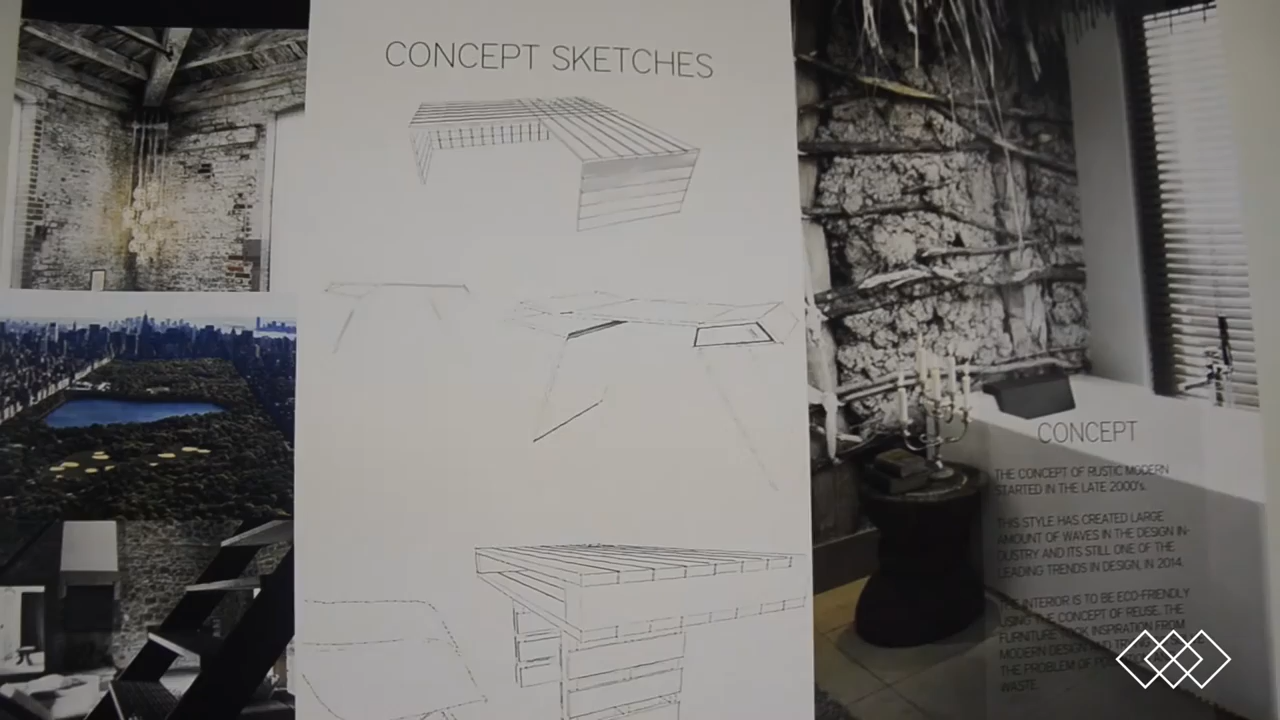 CONCEPT SKETCHES
CONCEPT
THE CONCEPT OF RUSTIC MODERN
STARTED IN THE LATE 2000's.
THIS STYLE HAS CREATED LARGE
AMOUNT OF WAVES IN THE DESIGN IN-
DUSTRY AND ITS STILL ONE OF THE
LEADING TRENDS IN DESIGN, IN 2014.
THE INTERIOR IS TO BE ECO-FRIENDLY
USING THE CONCEPT OF REUSE. THE
FURNITURE TOOK INSPIRATION FROM
MODERN DESIGN AND
THE PROBLEM OF
WASTE.